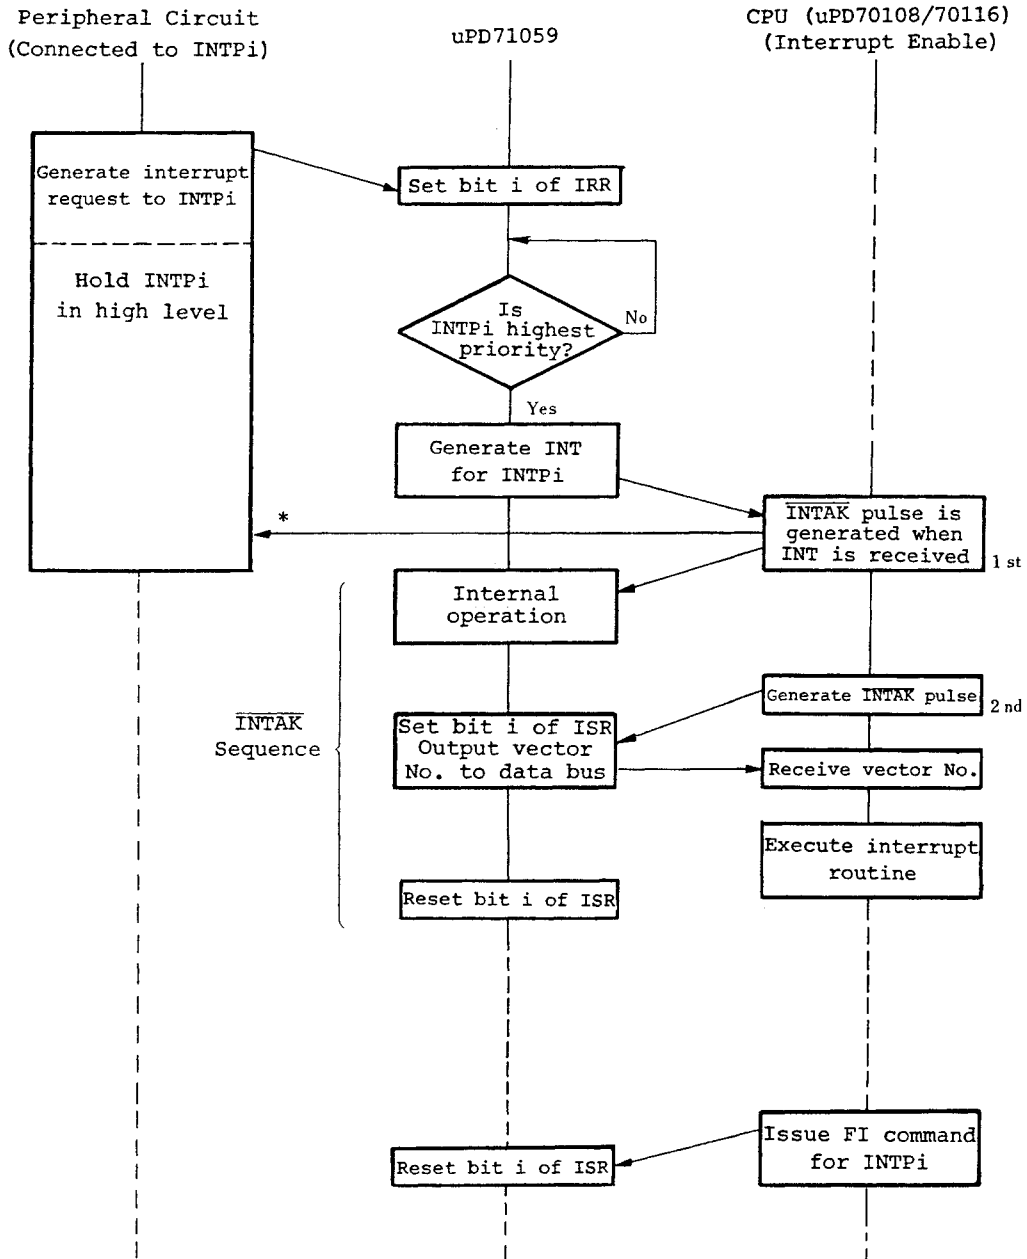 Peripheral Circuit
(Connected to INTPi)
uPD71059
CPU (uPD70108/70116)
(Interrupt Enable)
Generate interrupt
request to INTPi
Hold INTPi
in high level
Set bit i of IRR
Is
INTPi highest
priority?
No
Yes
Generate INT
for INTPi
*
INTAK pulse is
generated when
INT is received
1 st
Internal
operation
INTAK
Sequence
Generate INTAK pulse
2 nd
Set bit i of ISR
Output vector
No. to data bus
Receive vector No.
Execute interrupt
routine
Reset bit i of ISR
Issue FI command
for INTPi
Reset bit i of ISR